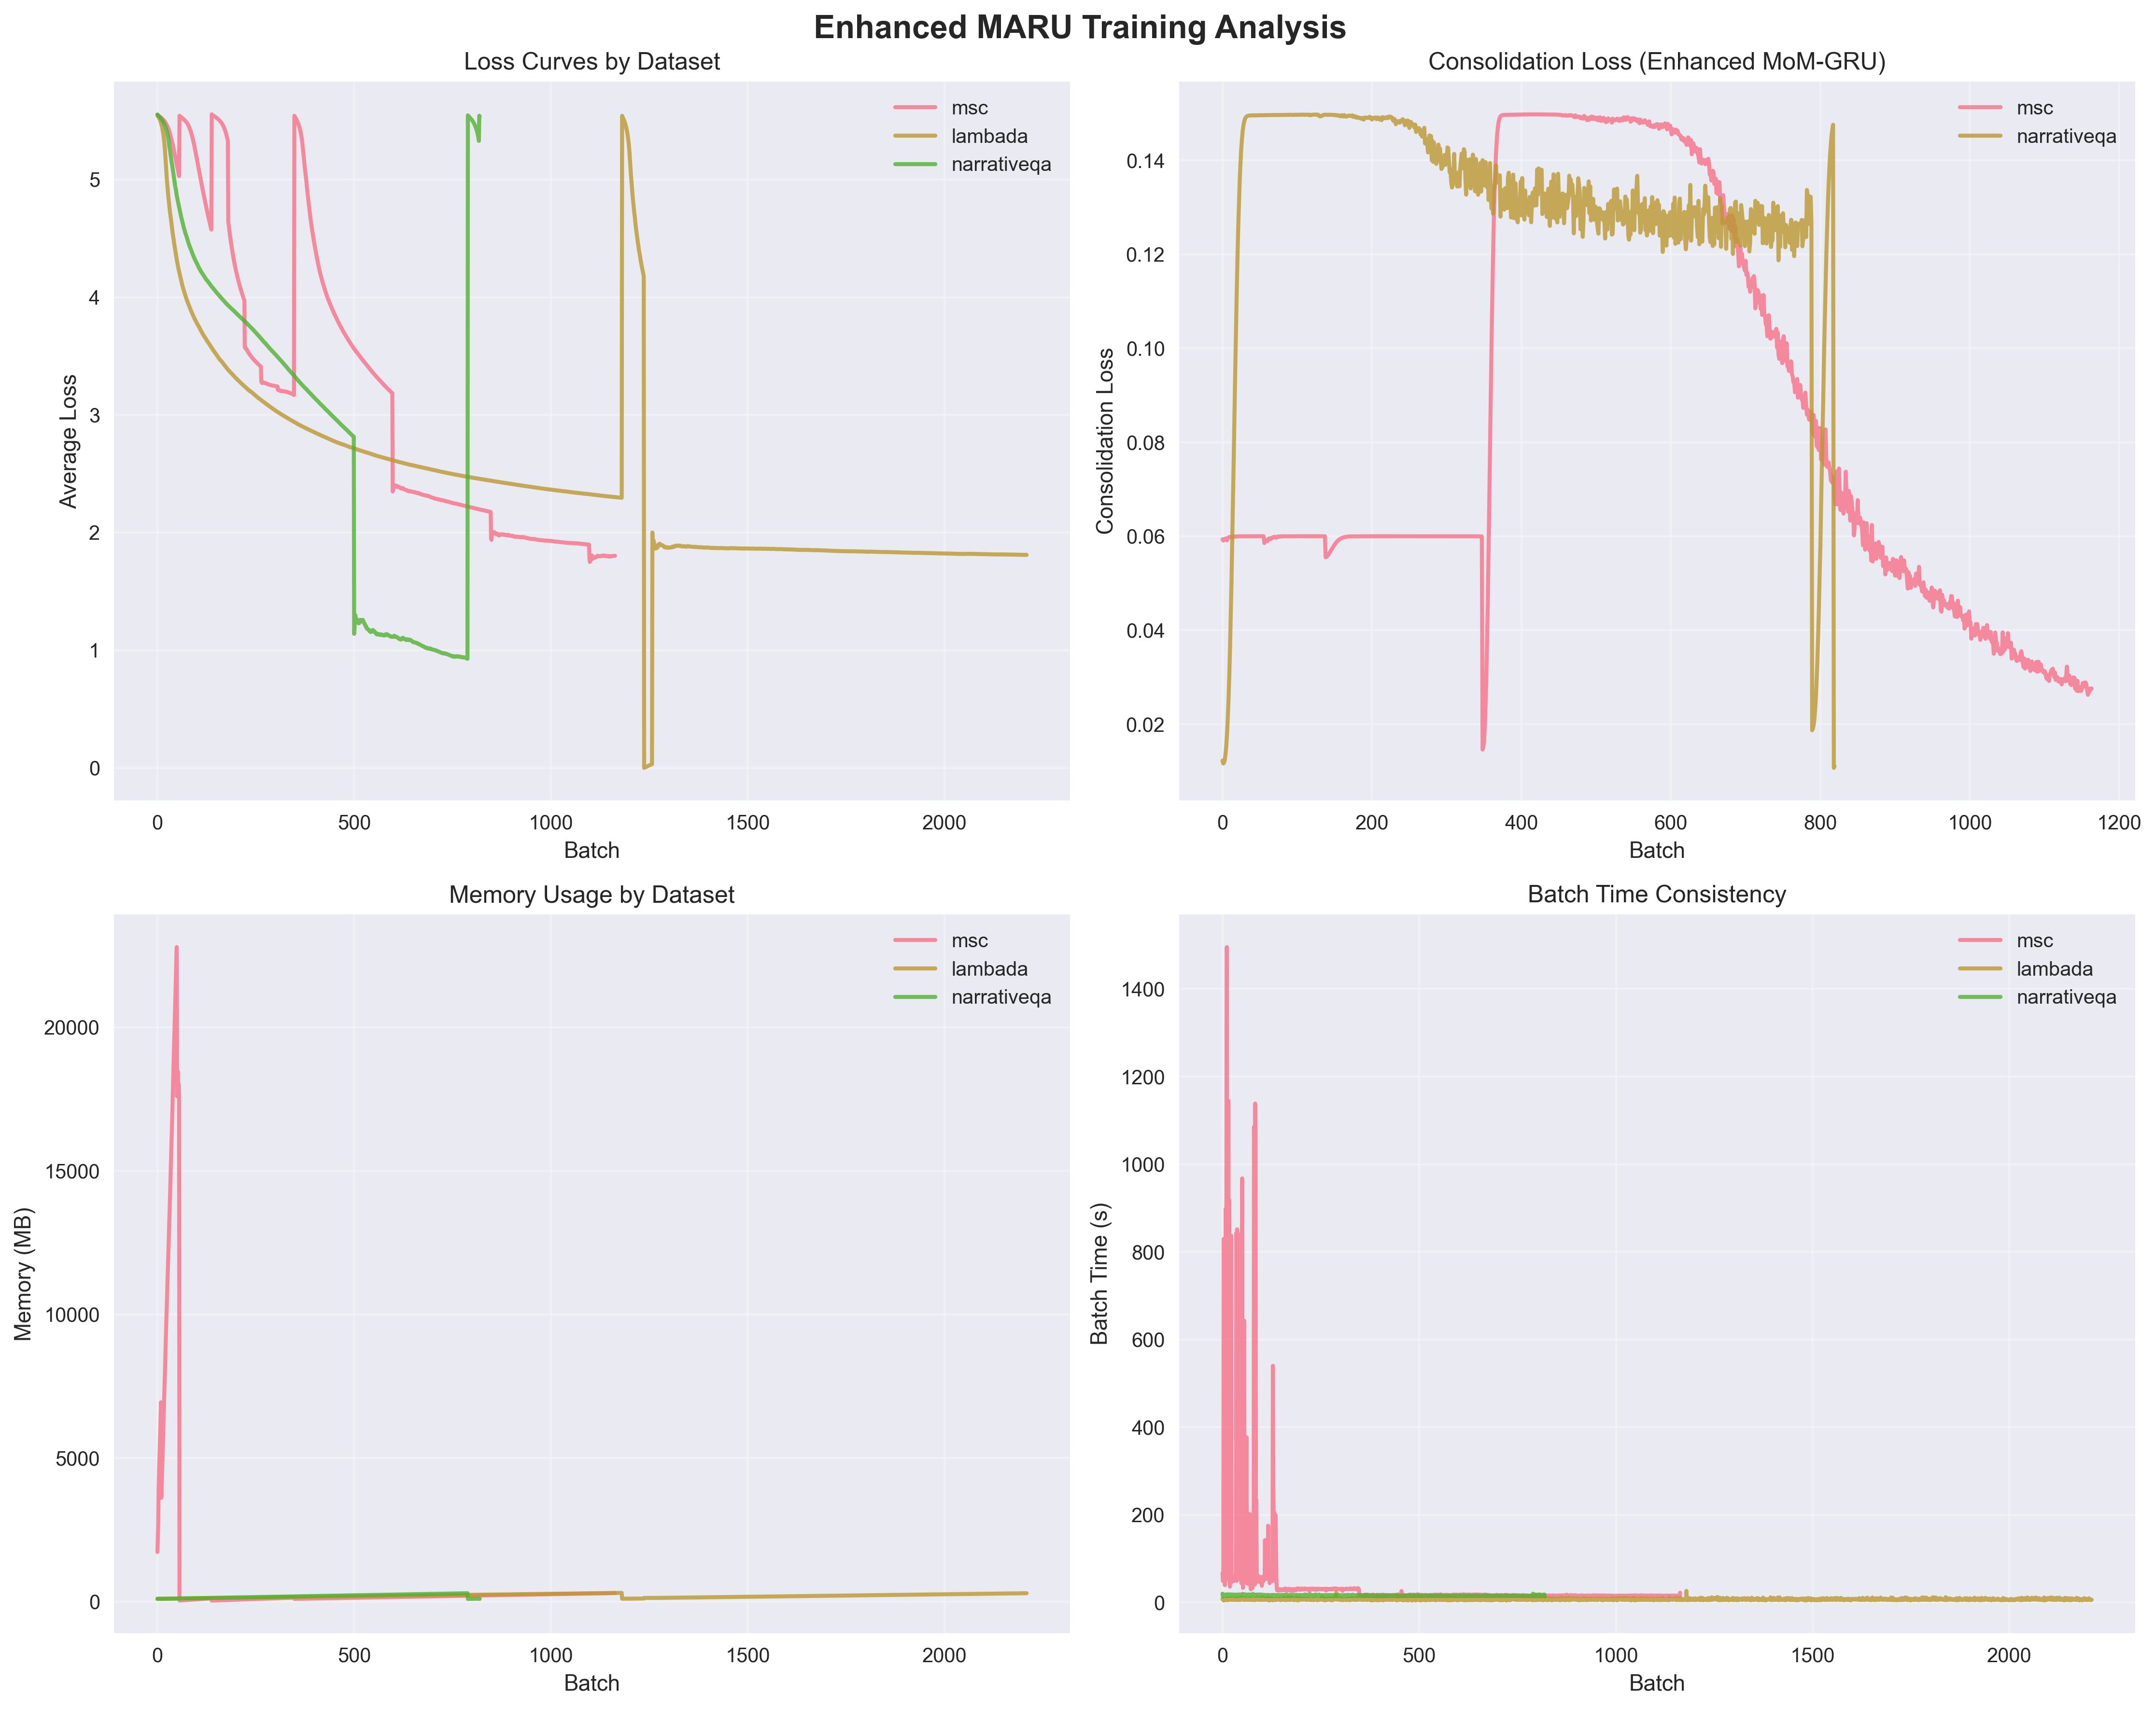 Enhanced MARU Training Analysis
Loss Curves by Dataset
msc
lambada
narrativeqa
5
4
3
2
1
0
Average Loss
0 500 1000 1500 2000
Batch
Consolidation Loss (Enhanced MoM-GRU)
msc
narrativeqa
0.14
0.12
0.10
0.08
0.06
0.04
0.02
Consolidation Loss
0 200 400 600 800 1000 1200
Batch
Memory Usage by Dataset
msc
lambada
narrativeqa
20000
15000
10000
5000
0
Memory (MB)
0 500 1000 1500 2000
Batch
Batch Time Consistency
msc
lambada
narrativeqa
1400
1200
1000
800
600
400
200
0
Batch Time (s)
0 500 1000 1500 2000
Batch